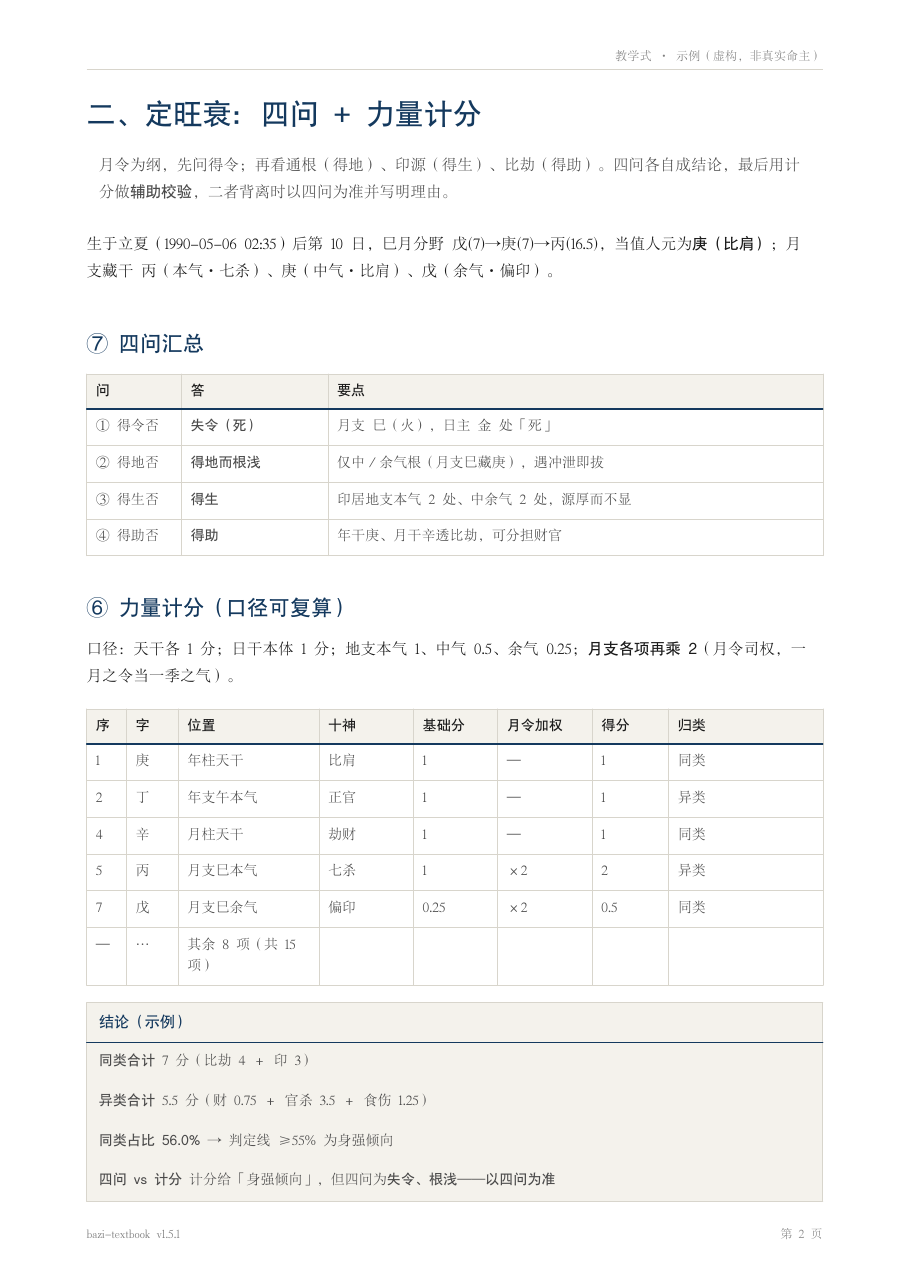 教学式 · 示例（虚构，非真实命主）
二、定旺衰：四问 + 力量计分
月令为纲，先问得令；再看通根（得地）、印源（得生）、比劫（得助）。四问各自成结论，最后用计
分做辅助校验，二者背离时以四问为准并写明理由。
生于立夏（1990-05-06 02:35）后第 10 日，巳月分野 戊(7)→庚(7)→丙(16.5)，当值人元为庚（比肩）；月
支藏干 丙（本气·七杀）、庚（中气·比肩）、戊（余气·偏印）。
⑦ 四问汇总
问 答 要点
① 得令否 失令（死） 月支 巳（火），日主 金 处「死」
② 得地否 得地而根浅 仅中/余气根（月支巳藏庚），遇冲泄即拔
③ 得生否 得生 印居地支本气 2 处、中余气 2 处，源厚而不显
④ 得助否 得助 年干庚、月干辛透比劫，可分担财官
⑥ 力量计分（口径可复算）
口径：天干各 1 分；日干本体 1 分；地支本气 1、中气 0.5、余气 0.25；月支各项再乘 2（月令司权，一
月之令当一季之气）。
序 字 位置 十神 基础分 月令加权 得分 归类
1 庚 年柱天干 比肩 1 — 1 同类
2 丁 年支午本气 正官 1 — 1 异类
4 辛 月柱天干 劫财 1 — 1 同类
5 丙 月支巳本气 七杀 1 ×2 2 异类
7 戊 月支巳余气 偏印 0.25 ×2 0.5 同类
— … 其余 8 项（共 15
项）
结论（示例）
同类合计 7 分（比劫 4 + 印 3）
异类合计 5.5 分（财 0.75 + 官杀 3.5 + 食伤 1.25）
同类占比 56.0% → 判定线 ≥55% 为身强倾向
四问 vs 计分 计分给「身强倾向」，但四问为失令、根浅——以四问为准
bazi-textbook v1.5.1 第 2 页